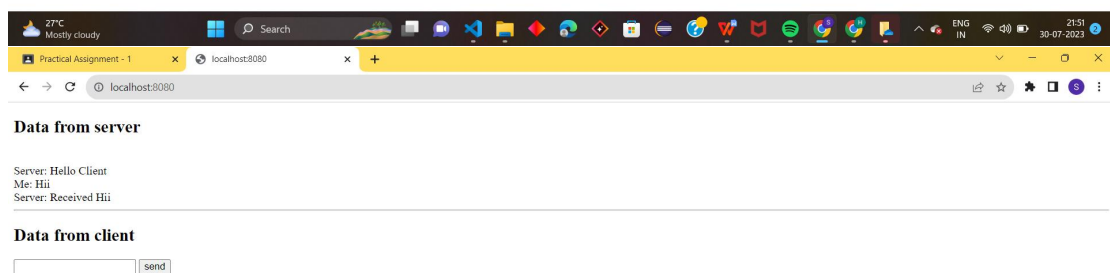 27°C
Mostly cloudy
Search
ENG
IN
21:51
30-07-2023
2
Practical Assignment - 1
localhost:8080
localhost:8080
S
Data from server
Server: Hello Client
Me: Hii
Server: Received Hii
Data from client
send